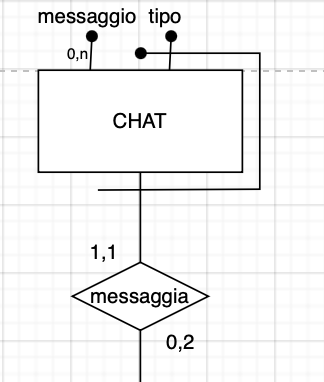 messaggio tipo
0,n
CHAT
1,1
messaggia
0,2